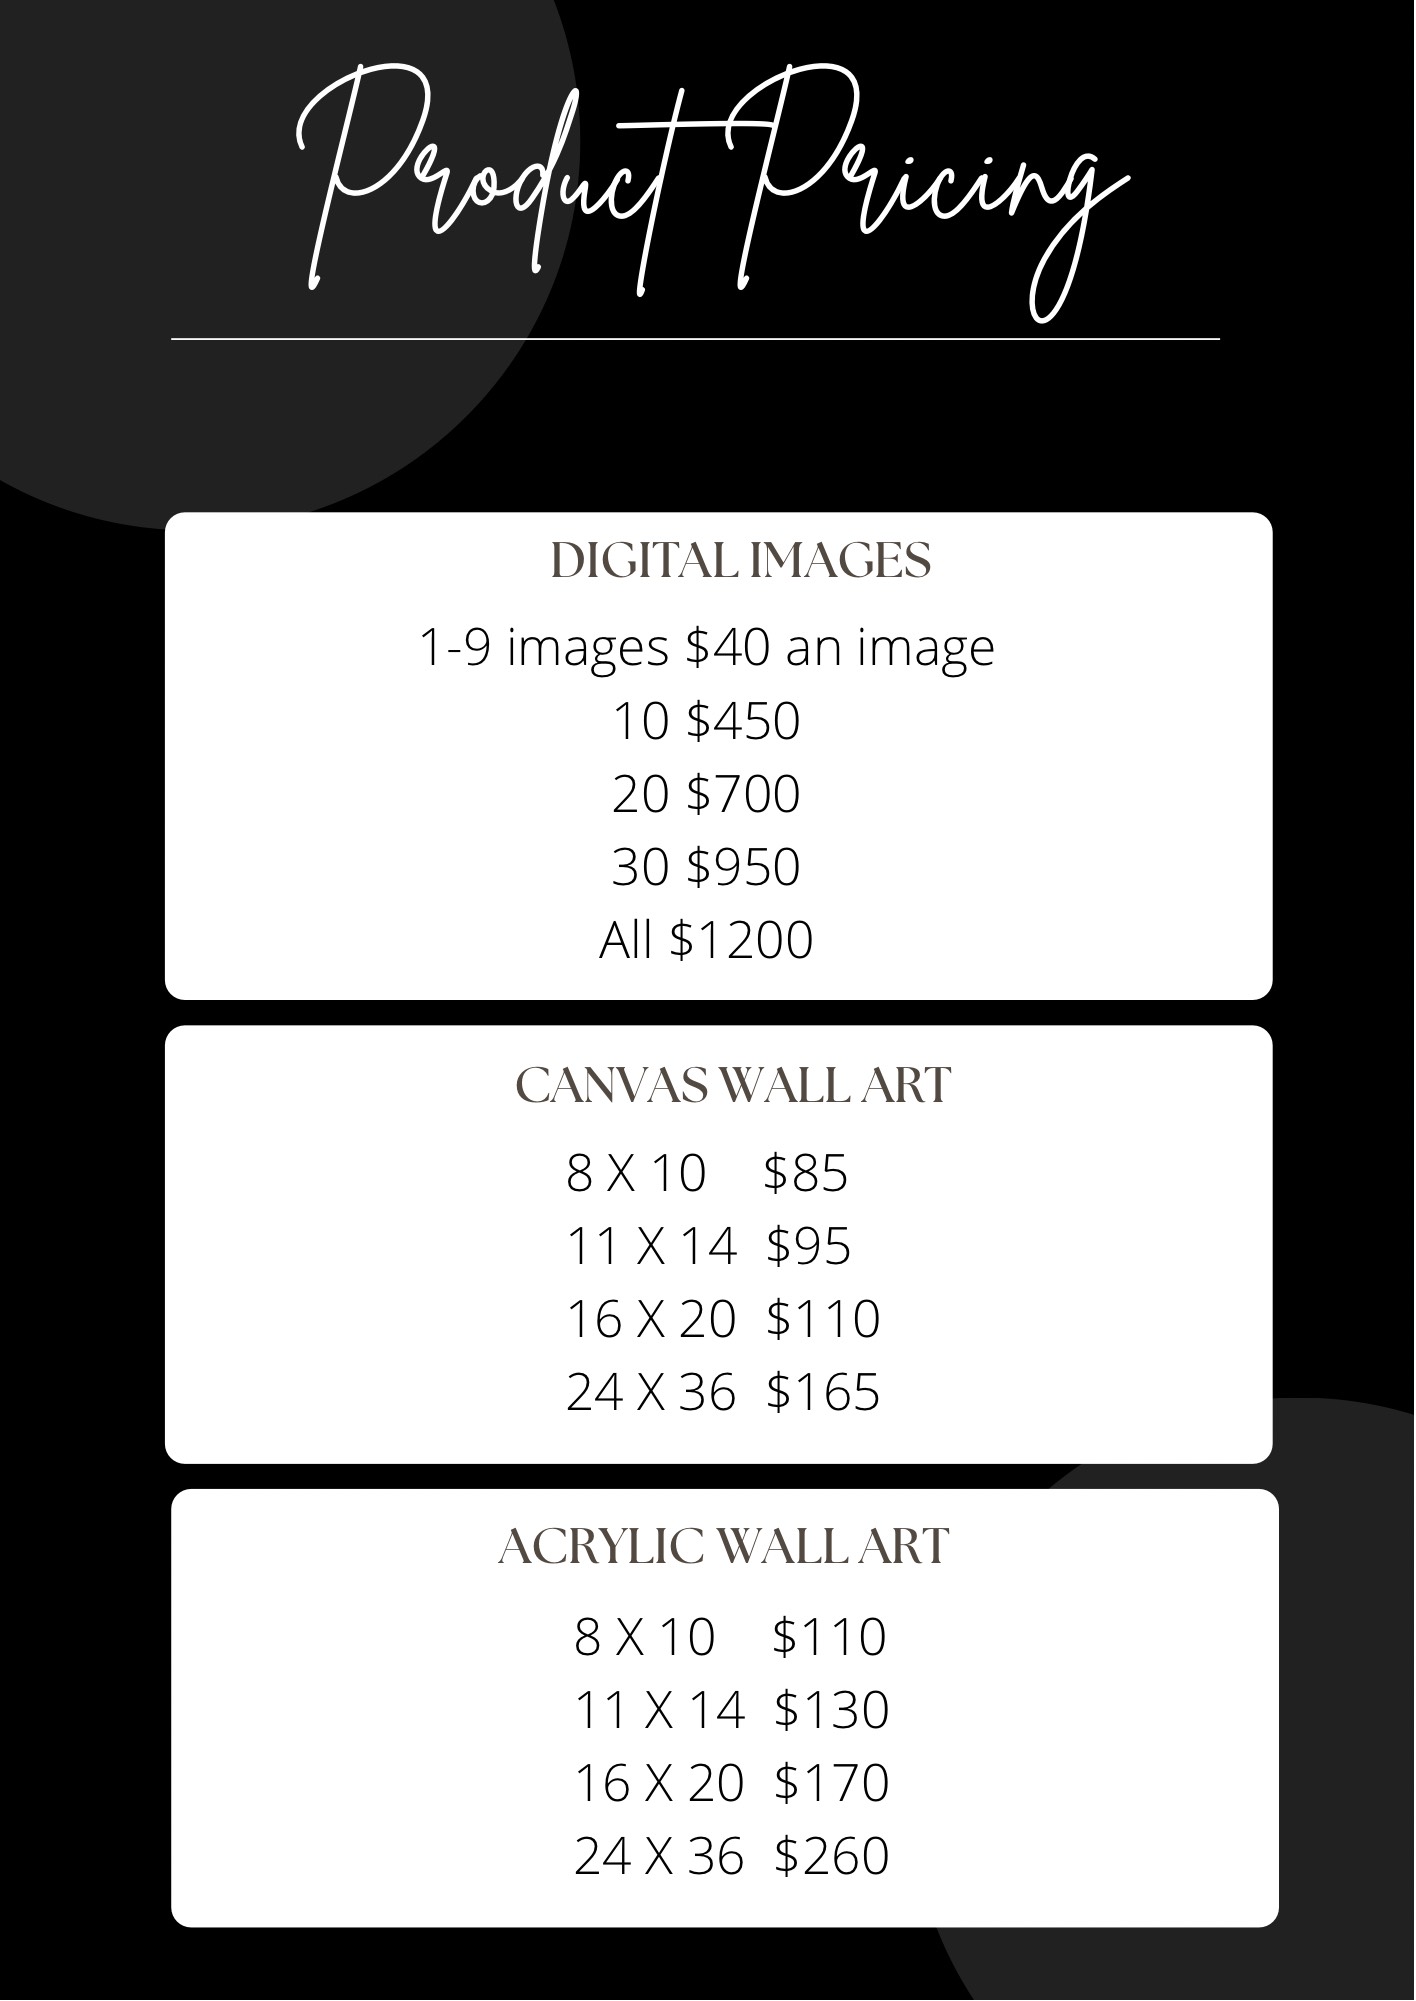 Product Pricing
DIGITAL IMAGES
1-9 images $40 an image
10 $450
20 $700
30 $950
All $1200
CANVAS WALL ART
8 X 10 $85
11 X 14 $95
16 X 20 $110
24 X 36 $165
ACRYLIC WALL ART
8 X 10 $110
11 X 14 $130
16 X 20 $170
24 X 36 $260